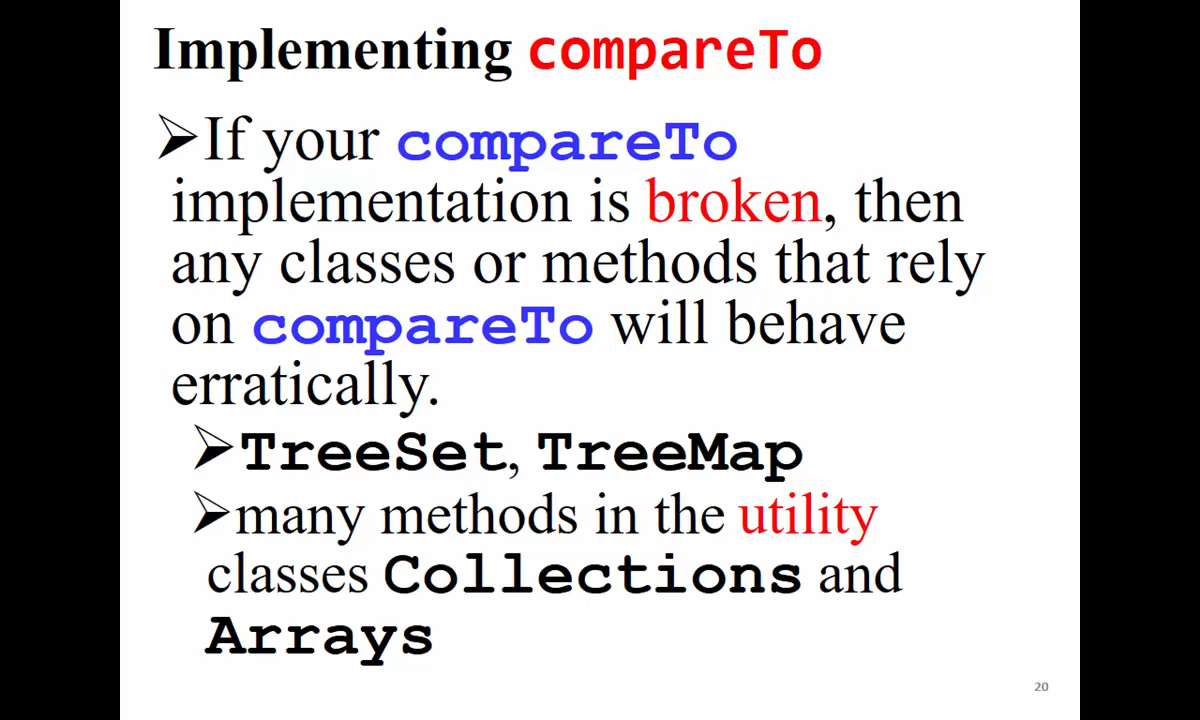 Implementing compareTo
➢If your compareTo
implementation is broken, then
any classes or methods that rely
on compareTo will behave
erratically.
➢TreeSet, TreeMap
➢many methods in the utility
classes Collections and
Arrays
20